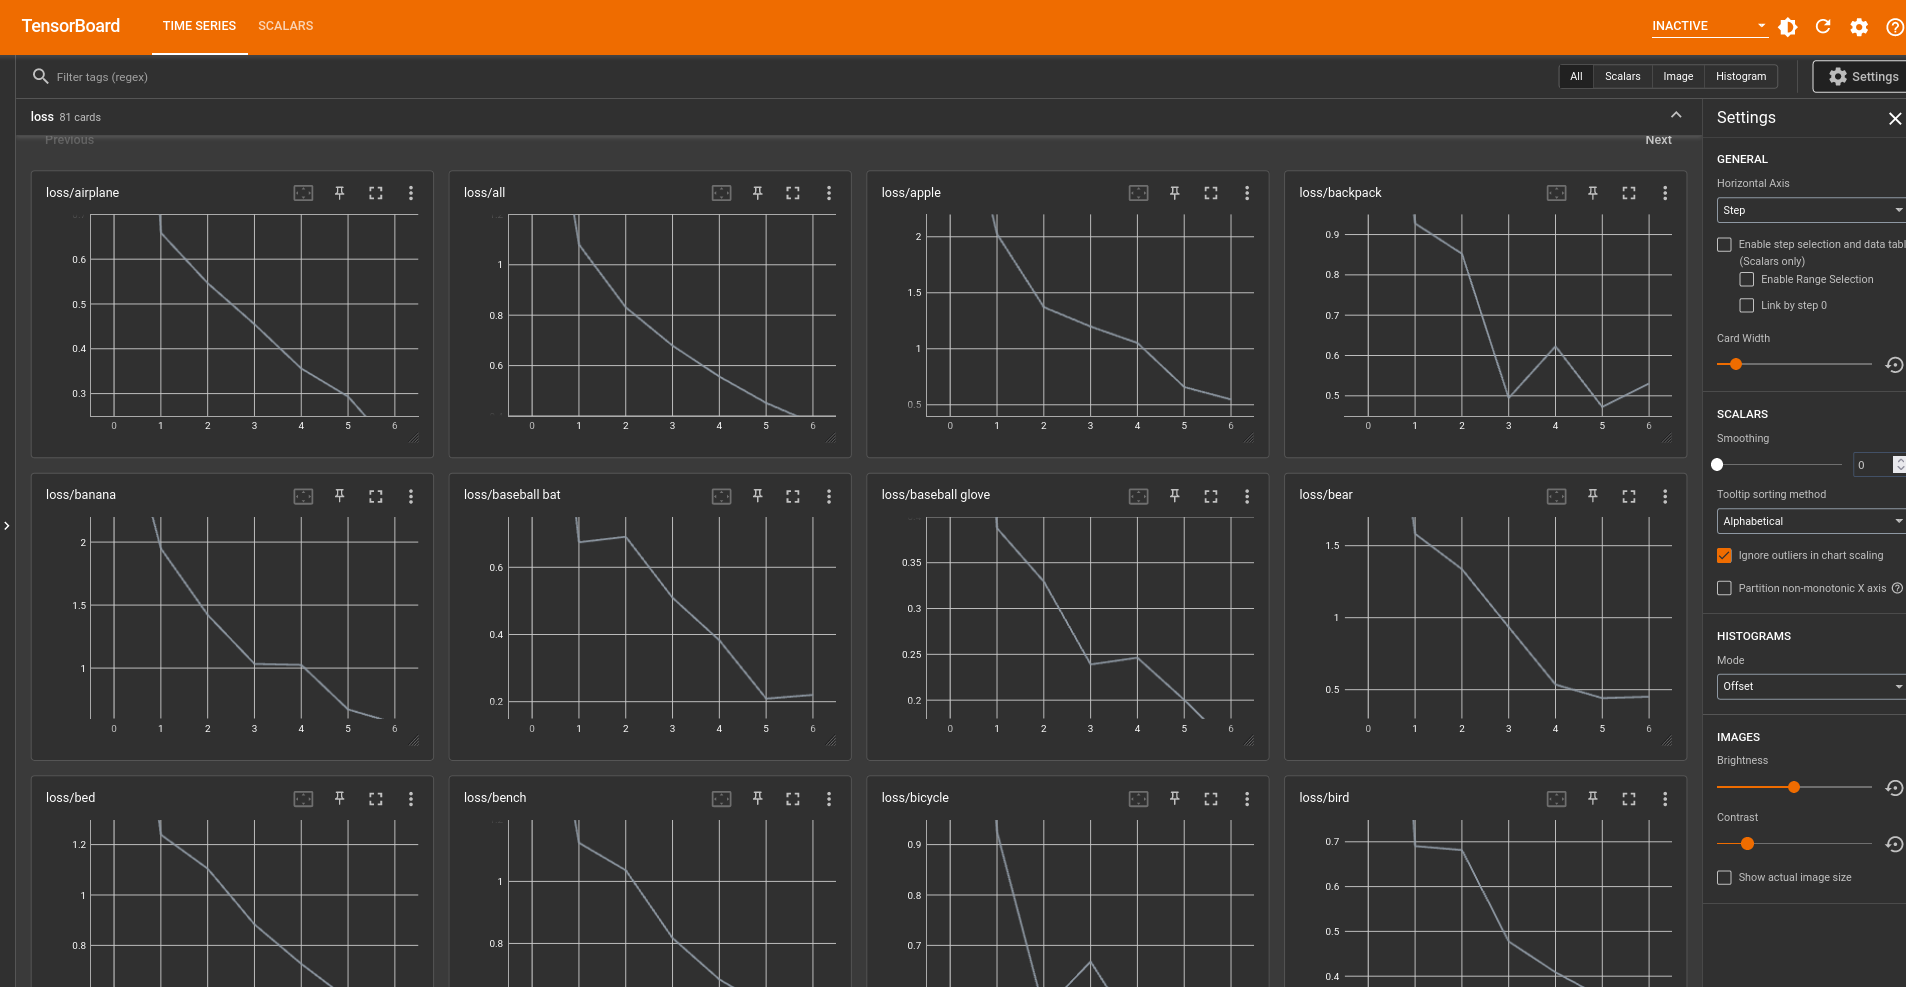 TensorBoard TIME SERIES SCALARS INACTIVE
Filter tags (regex) All Scalars Image Histogram Settings
loss 81 cards
Previous Next
loss/airplane
0.6
0.5
0.4
0.3
0 1 2 3 4 5 6
loss/all
1
0.8
0.6
0 1 2 3 4 5 6
loss/apple
2
1.5
1
0.5
0 1 2 3 4 5 6
loss/backpack
0.9
0.8
0.7
0.6
0.5
0 1 2 3 4 5 6
loss/banana
2
1.5
1
0 1 2 3 4 5 6
loss/baseball bat
0.6
0.4
0.2
0 1 2 3 4 5 6
loss/baseball glove
0.35
0.3
0.25
0.2
0 1 2 3 4 5 6
loss/bear
1.5
1
0.5
0 1 2 3 4 5 6
loss/bed
1.2
1
0.8
loss/bench
1
0.8
loss/bicycle
0.9
0.8
0.7
loss/bird
0.7
0.6
0.5
0.4
Settings
GENERAL
Horizontal Axis
Step
Enable step selection and data tabl
(Scalars only)
Enable Range Selection
Link by step 0
Card Width
SCALARS
Smoothing
0
Tooltip sorting method
Alphabetical
Ignore outliers in chart scaling
Partition non-monotonic X axis
HISTOGRAMS
Mode
Offset
IMAGES
Brightness
Contrast
Show actual image size